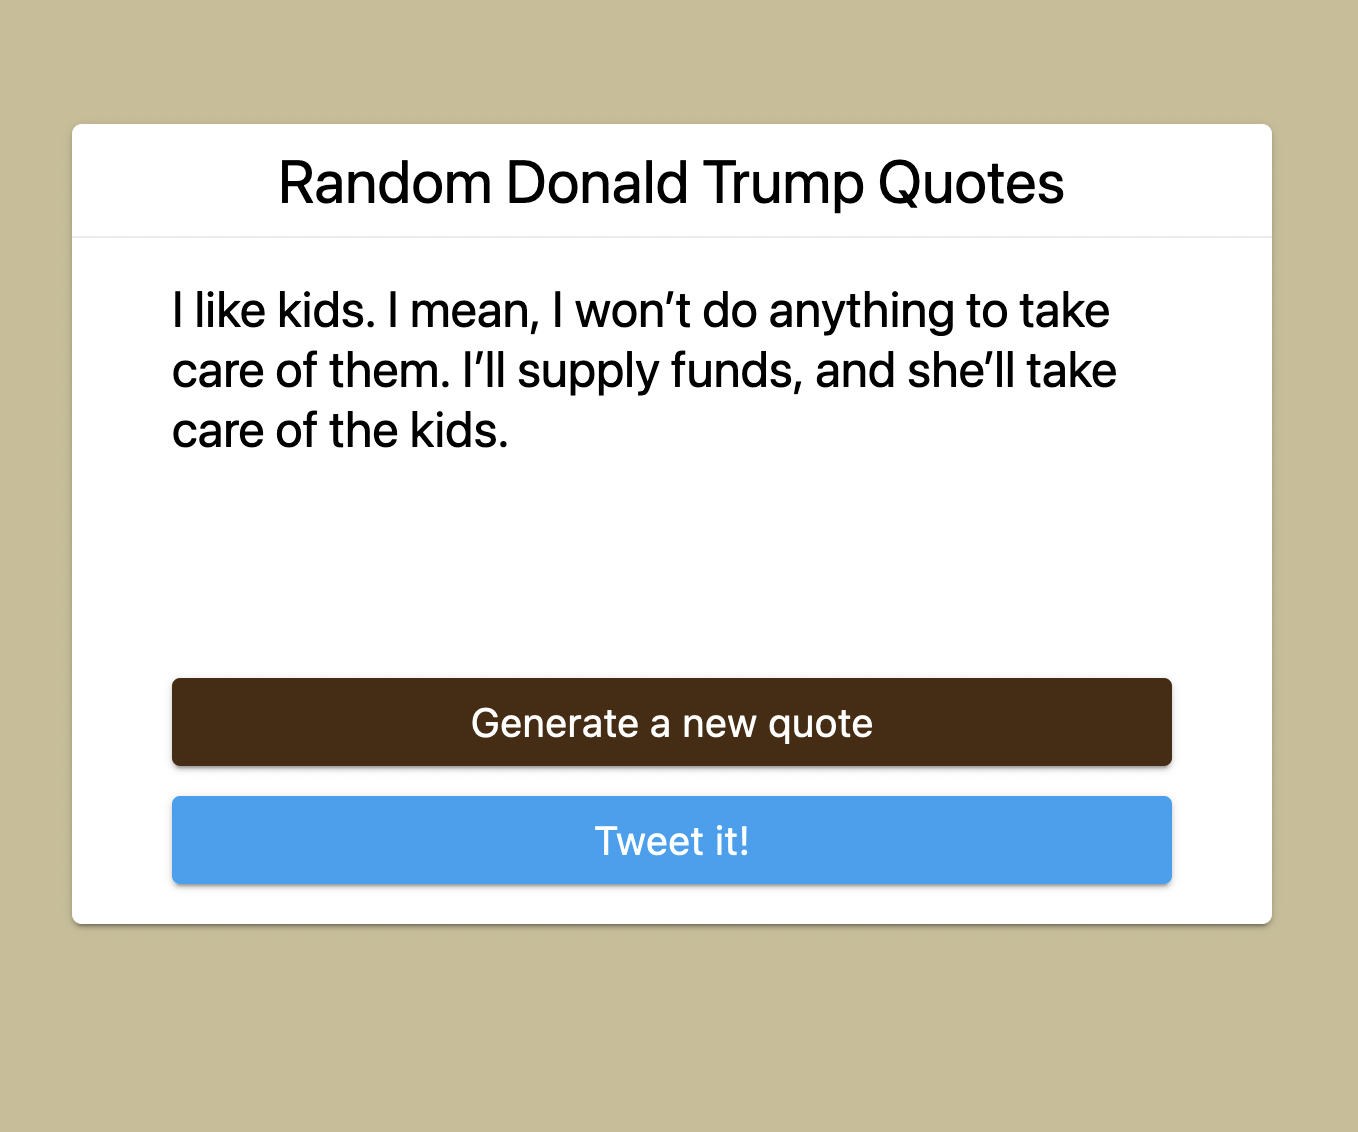 Random Donald Trump Quotes
I like kids. I mean, I won’t do anything to take
care of them. I’ll supply funds, and she’ll take
care of the kids.
Generate a new quote
Tweet it!